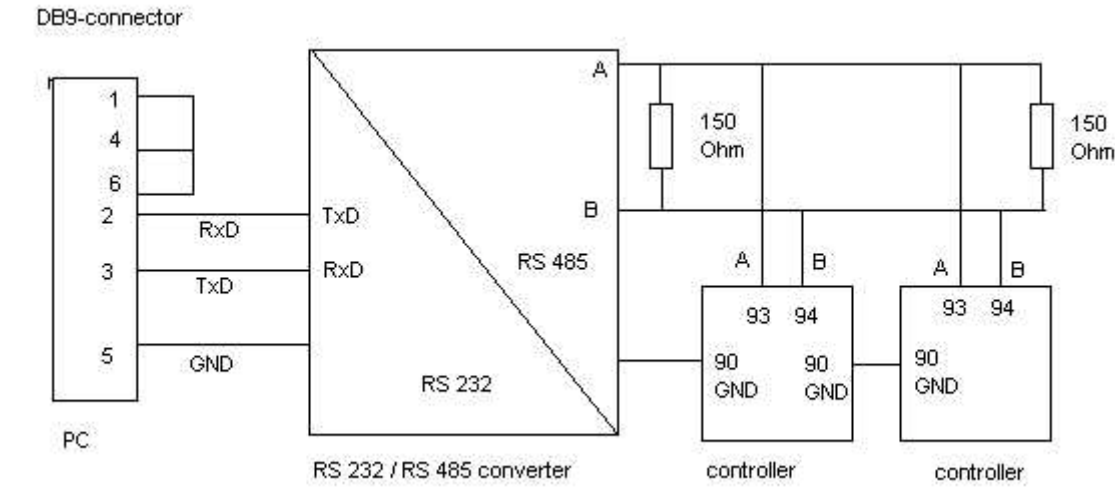 DB9-connector
1
4
6
2
3
5
RxD
TxD
GND
PC
TxD
RxD
RS 232
RS 485
A
B
RS 232 / RS 485 converter
150
Ohm
150
Ohm
A B
93 94
90
GND
90
GND
controller
A B
93 94
90
GND
controller